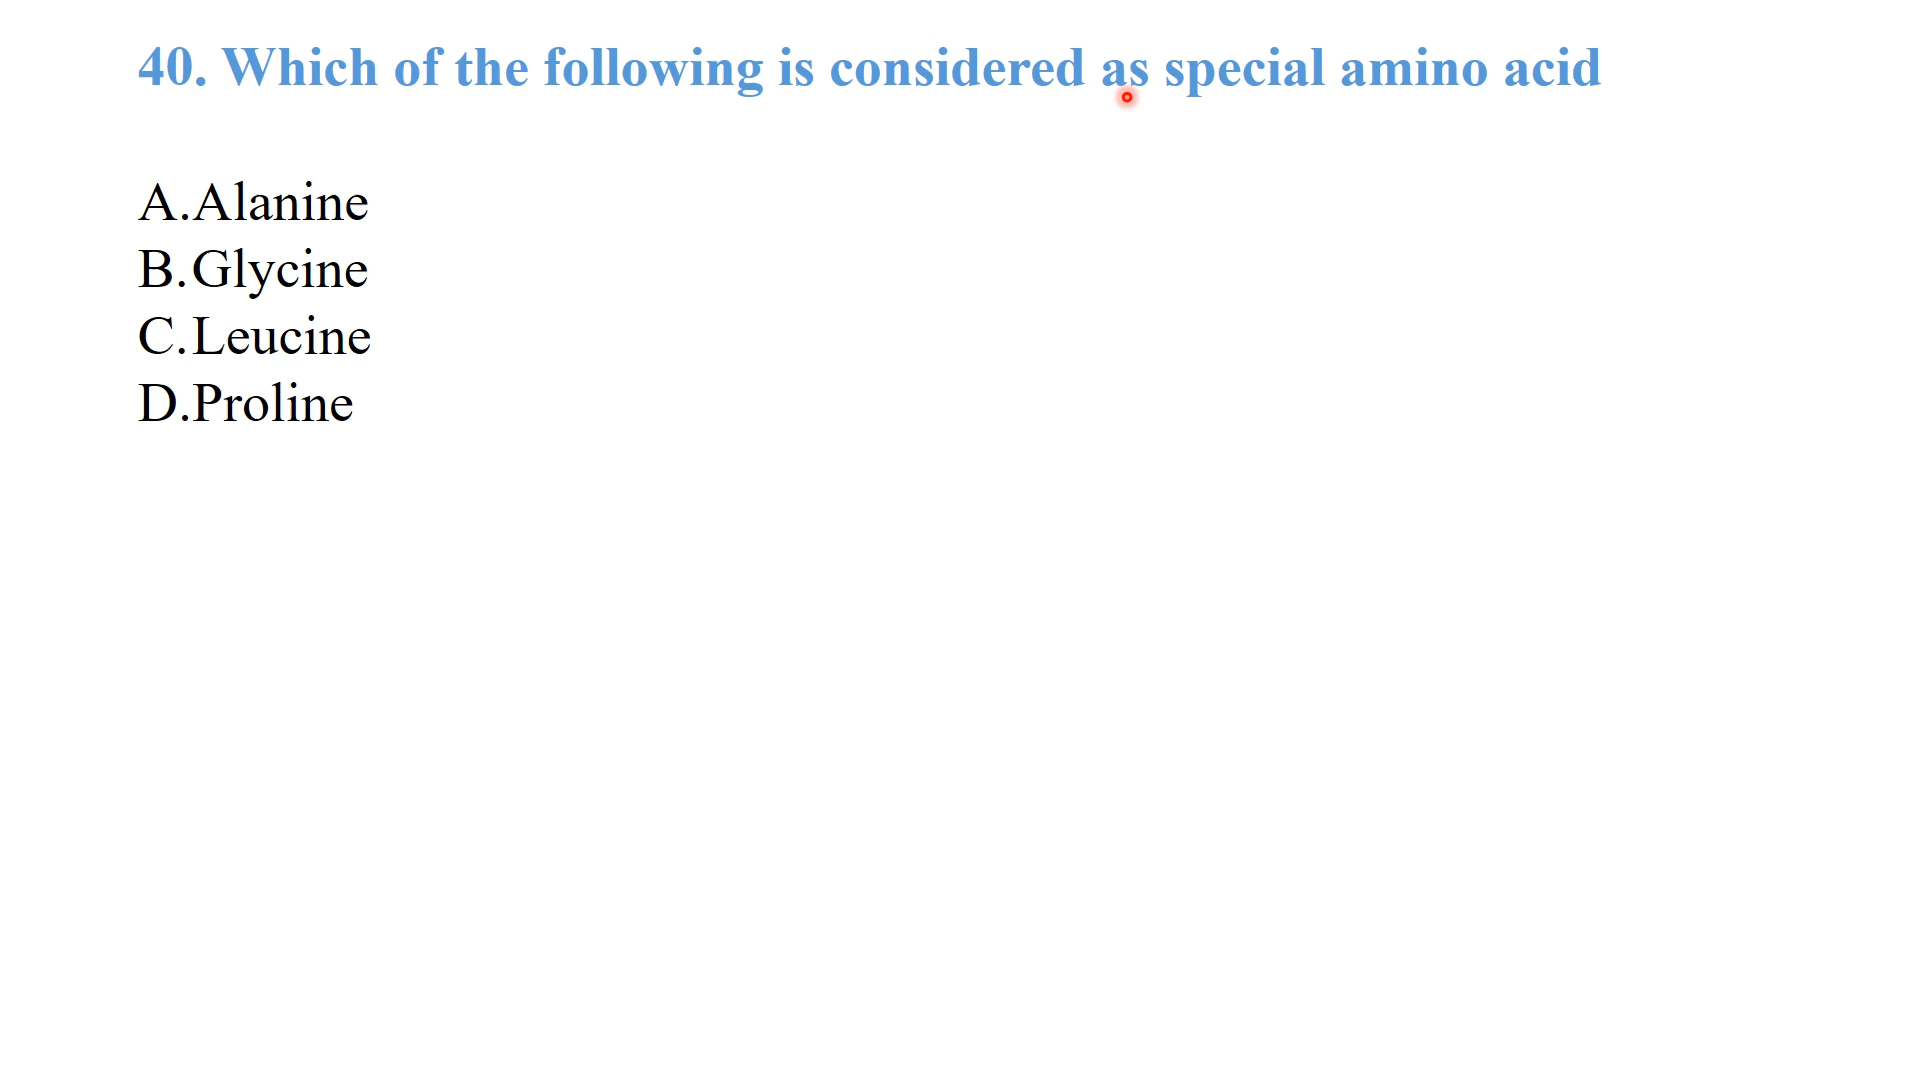 40. Which of the following is considered as special amino acid
A.Alanine
B.Glycine
C.Leucine
D.Proline